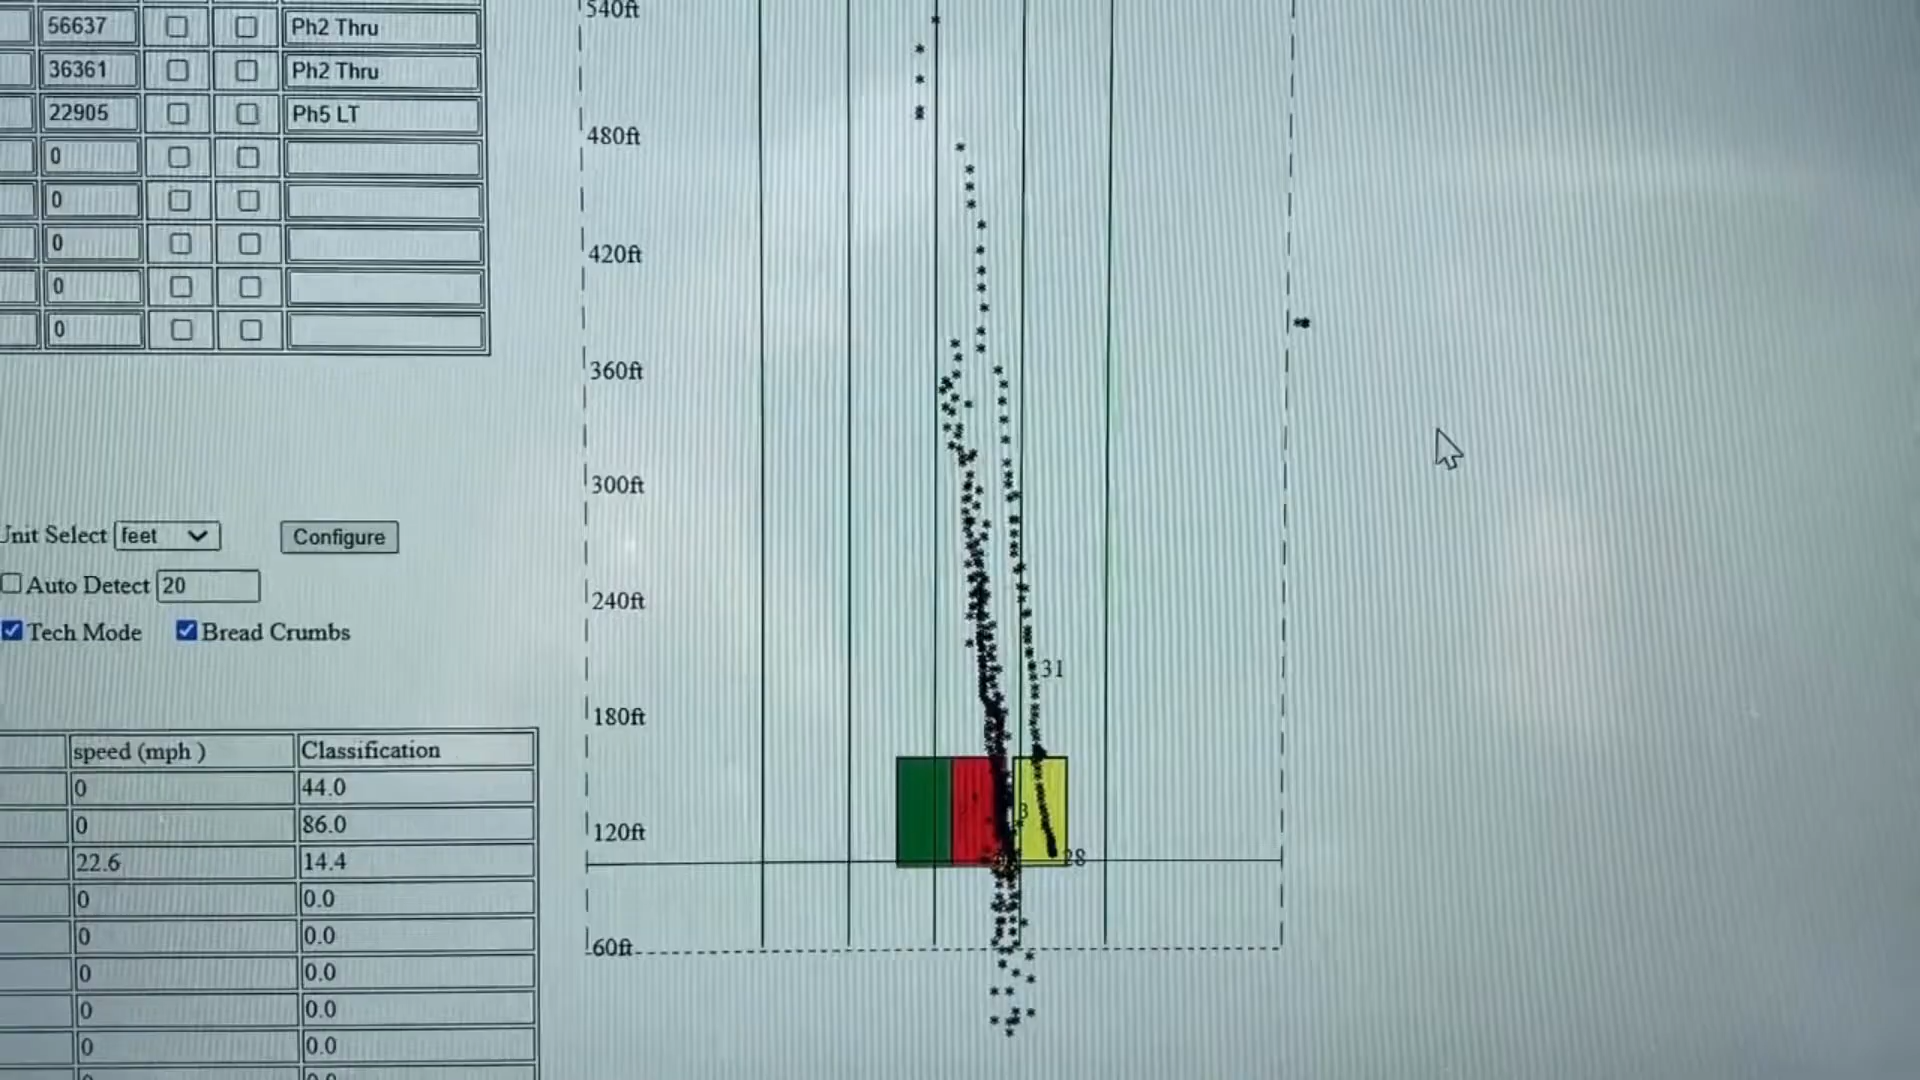 56637 Ph2 Thru
36361 Ph2 Thru
22905 Ph5 LT
0
0
0
0
0
Unit Select feet Configure
Auto Detect 20
Tech Mode Bread Crumbs
speed (mph ) Classification
0 44.0
0 86.0
22.6 14.4
0 0.0
0 0.0
0 0.0
0 0.0
0 0.0
540ft
480ft
420ft
360ft
300ft
240ft
31
180ft
120ft
3
28
60ft